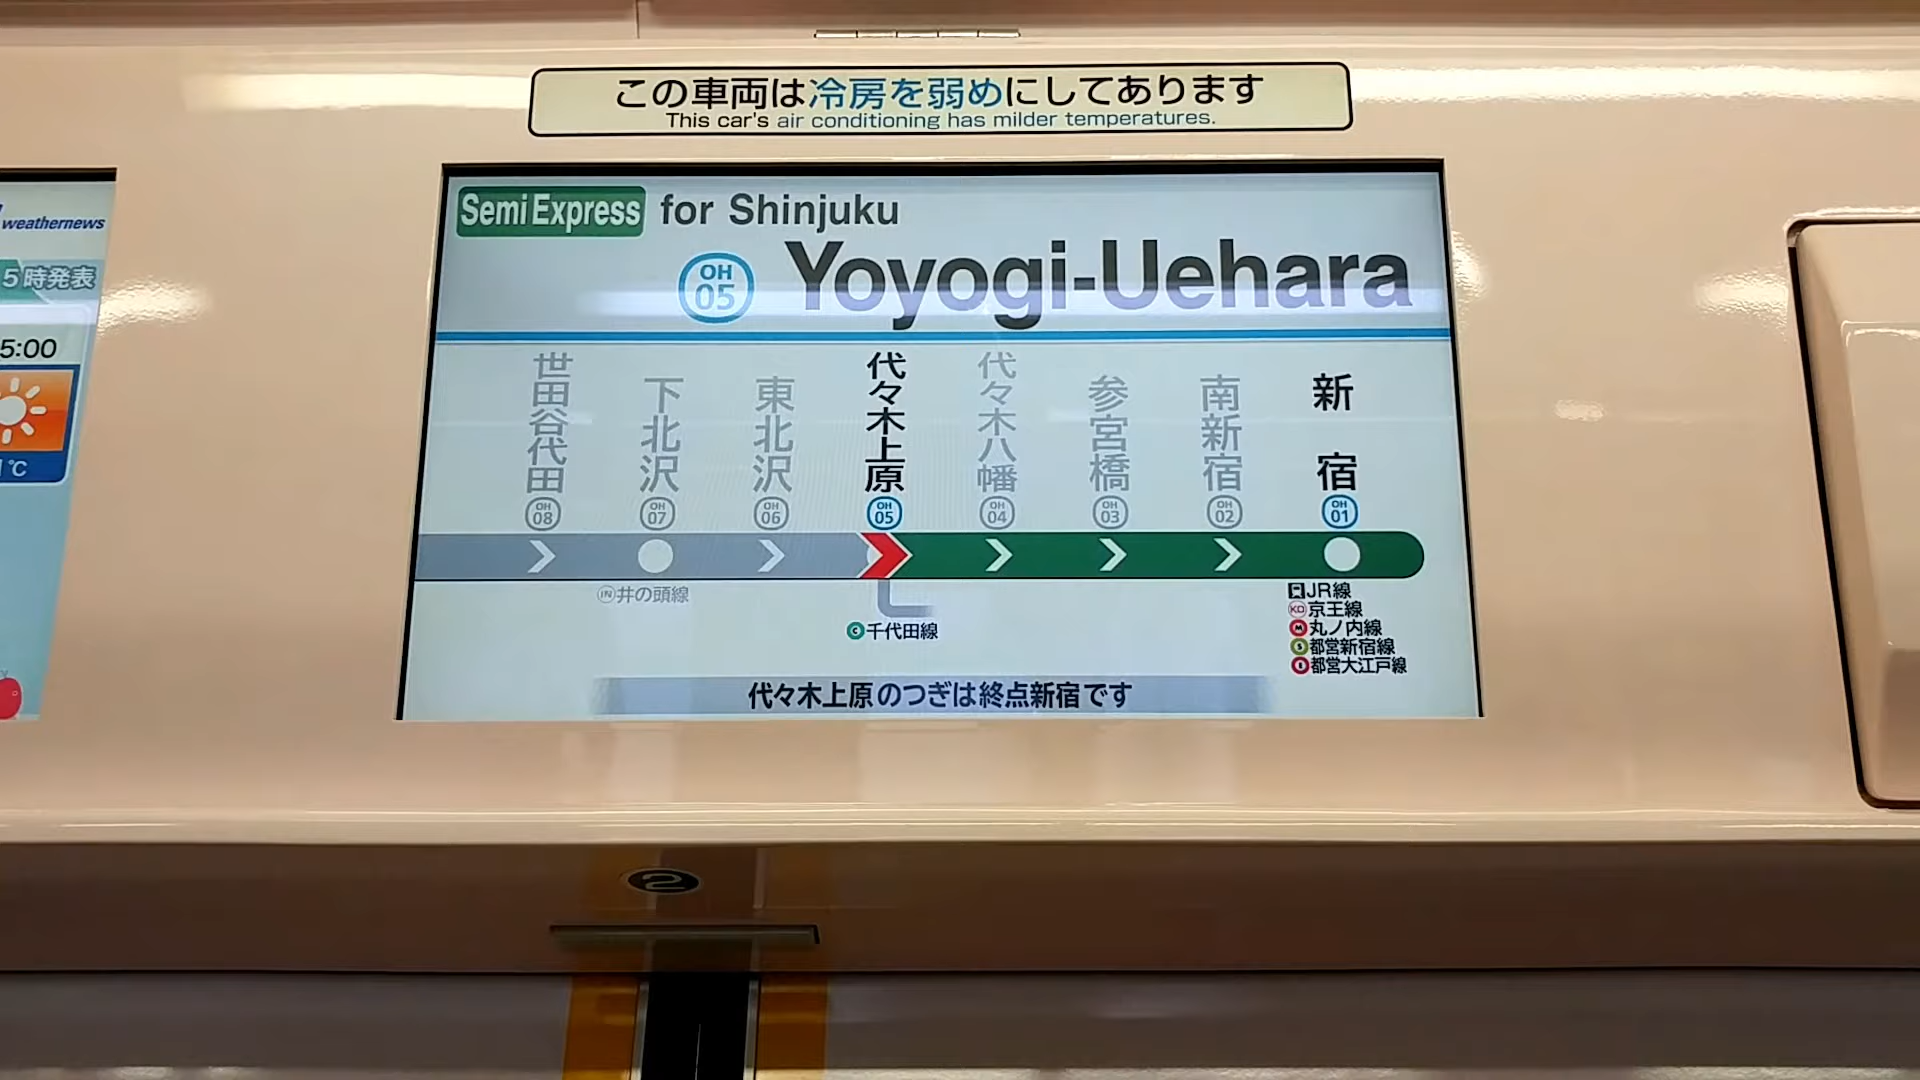 この車両は冷房を弱めにしてあります
This car's air conditioning has milder temperatures.
weathernews
5時発表
5:00
℃
Semi Express for Shinjuku
OH 05 Yoyogi-Uehara
世田谷代田
OH 08
下北沢
OH 07
東北沢
OH 06
代々木上原
OH 05
代々木八幡
OH 04
参宮橋
OH 03
南新宿
OH 02
新宿
OH 01
IN 井の頭線
C 千代田線
JR線
KO 京王線
M 丸ノ内線
S 都営新宿線
E 都営大江戸線
代々木上原のつぎは終点新宿です
2